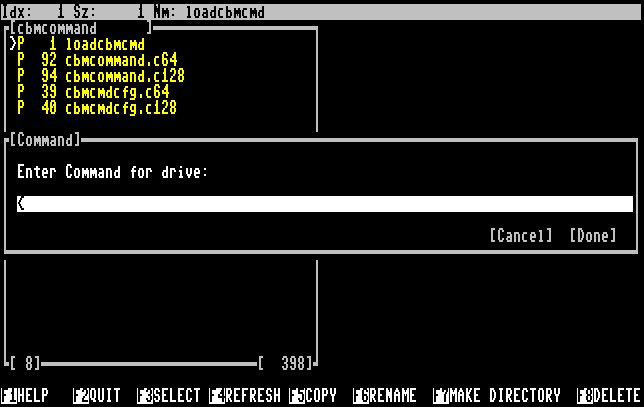 Idx: 1 Sz: 1 Nm: loadcbmcmd
[cbmcommand ]
>P 1 loadcbmcmd
P 92 cbmcommand.c64
P 94 cbmcommand.c128
P 39 cbmcmdcfg.c64
P 40 cbmcmdcfg.c128
[Command]
Enter Command for drive:
<
[Cancel] [Done]
[ 8] [ 398]
F1HELP F2QUIT F3SELECT F4REFRESH F5COPY F6RENAME F7MAKE DIRECTORY F8DELETE